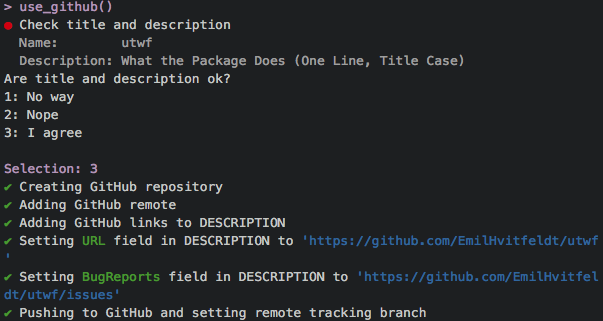 > use_github()
● Check title and description
  Name:        utwf
  Description: What the Package Does (One Line, Title Case)
Are title and description ok?
1: No way
2: Nope
3: I agree

Selection: 3
✔ Creating GitHub repository
✔ Adding GitHub remote
✔ Adding GitHub links to DESCRIPTION
✔ Setting URL field in DESCRIPTION to 'https://github.com/EmilHvitfeldt/utwf
'
✔ Setting BugReports field in DESCRIPTION to 'https://github.com/EmilHvitfel
dt/utwf/issues'
✔ Pushing to GitHub and setting remote tracking branch